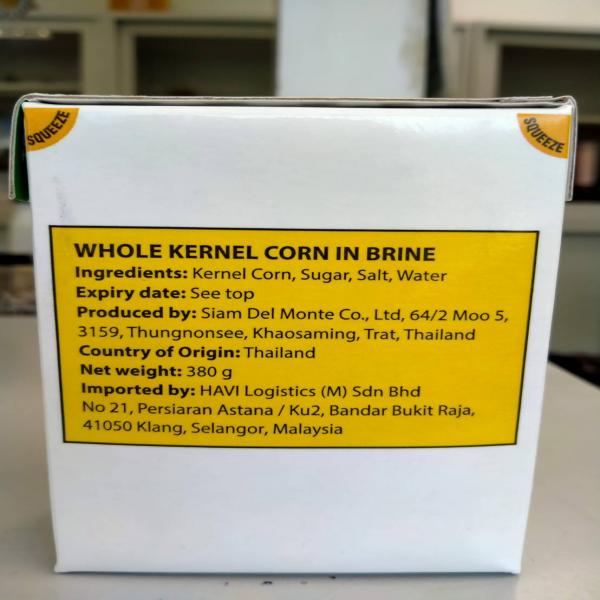 SQUEEZE
SQUEEZE
WHOLE KERNEL CORN IN BRINE
Ingredients: Kernel Corn, Sugar, Salt, Water
Expiry date: See top
Produced by: Siam Del Monte Co., Ltd, 64/2 Moo 5,
3159, Thungnonsee, Khaosaming, Trat, Thailand
Country of Origin: Thailand
Net weight: 380 g
Imported by: HAVI Logistics (M) Sdn Bhd
No 21, Persiaran Astana / Ku2, Bandar Bukit Raja,
41050 Klang, Selangor, Malaysia